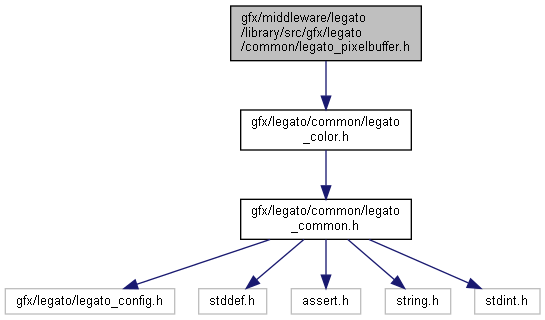 gfx/middleware/legato
/library/src/gfx/legato
/common/legato_pixelbuffer.h
gfx/legato/common/legato
_color.h
gfx/legato/common/legato
_common.h
gfx/legato/legato_config.h
stddef.h
assert.h
string.h
stdint.h